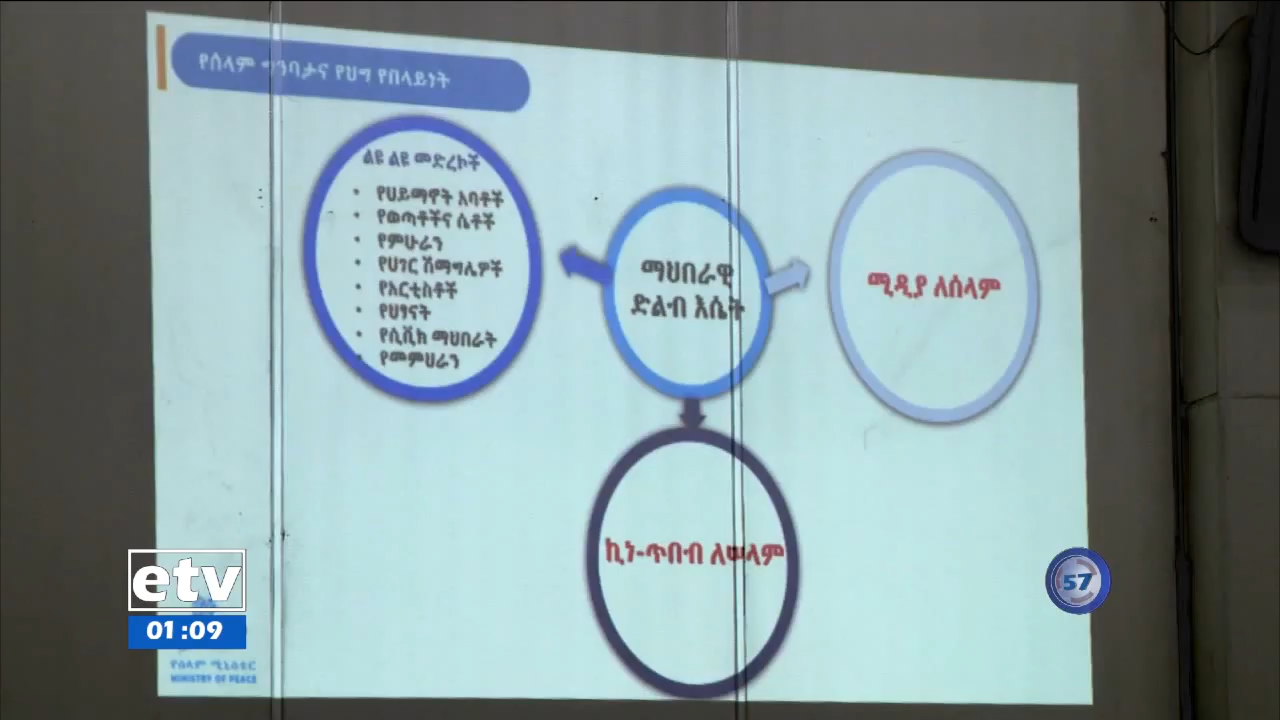 የሰላም ግንባታና የህግ የበላይነት
ልዩ ልዩ መድረኮች
• የሀይማኖት አባቶች
• የወጣቶችና ሴቶች
• የምሁራን
• የሀገር ሽማግሌዎች
• የአርቲስቶች
• የህፃናት
• የሲቪክ ማህበራት
• የመምህራን
ማህበራዊ
ድልብ እሴት
ሚዲያ ለሰላም
ኪነ-ጥበብ ለሠላም
etv
01:09
57
የሰላም ሚኒስቴር
MINISTRY OF PEACE